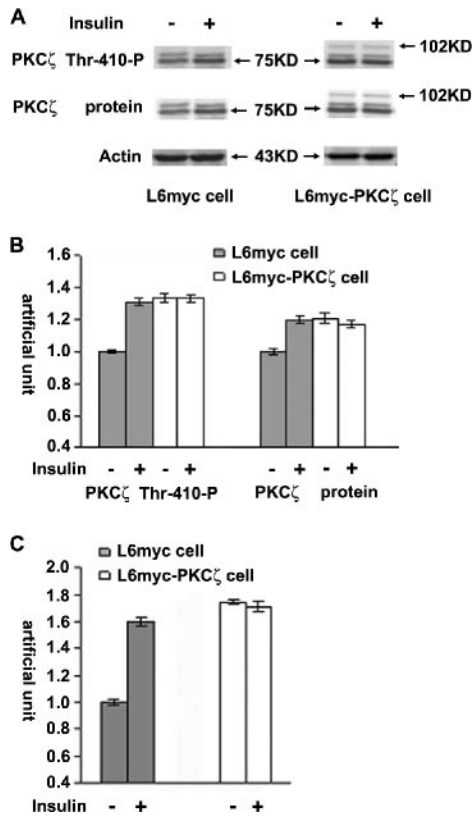 A
Insulin - + - +
102KD
PKCζ Thr-410-P 75KD
102KD
PKCζ protein 75KD
Actin 43KD
L6myc cell L6myc-PKCζ cell
B
1.6
1.4
1.2
1.0
0.8
0.6
0.4
artificial unit
L6myc cell
L6myc-PKCζ cell
Insulin - + - + - + - +
PKCζ Thr-410-P PKCζ protein
C
2.0
1.8
1.6
1.4
1.2
1.0
0.8
0.6
0.4
artificial unit
L6myc cell
L6myc-PKCζ cell
Insulin - + - +